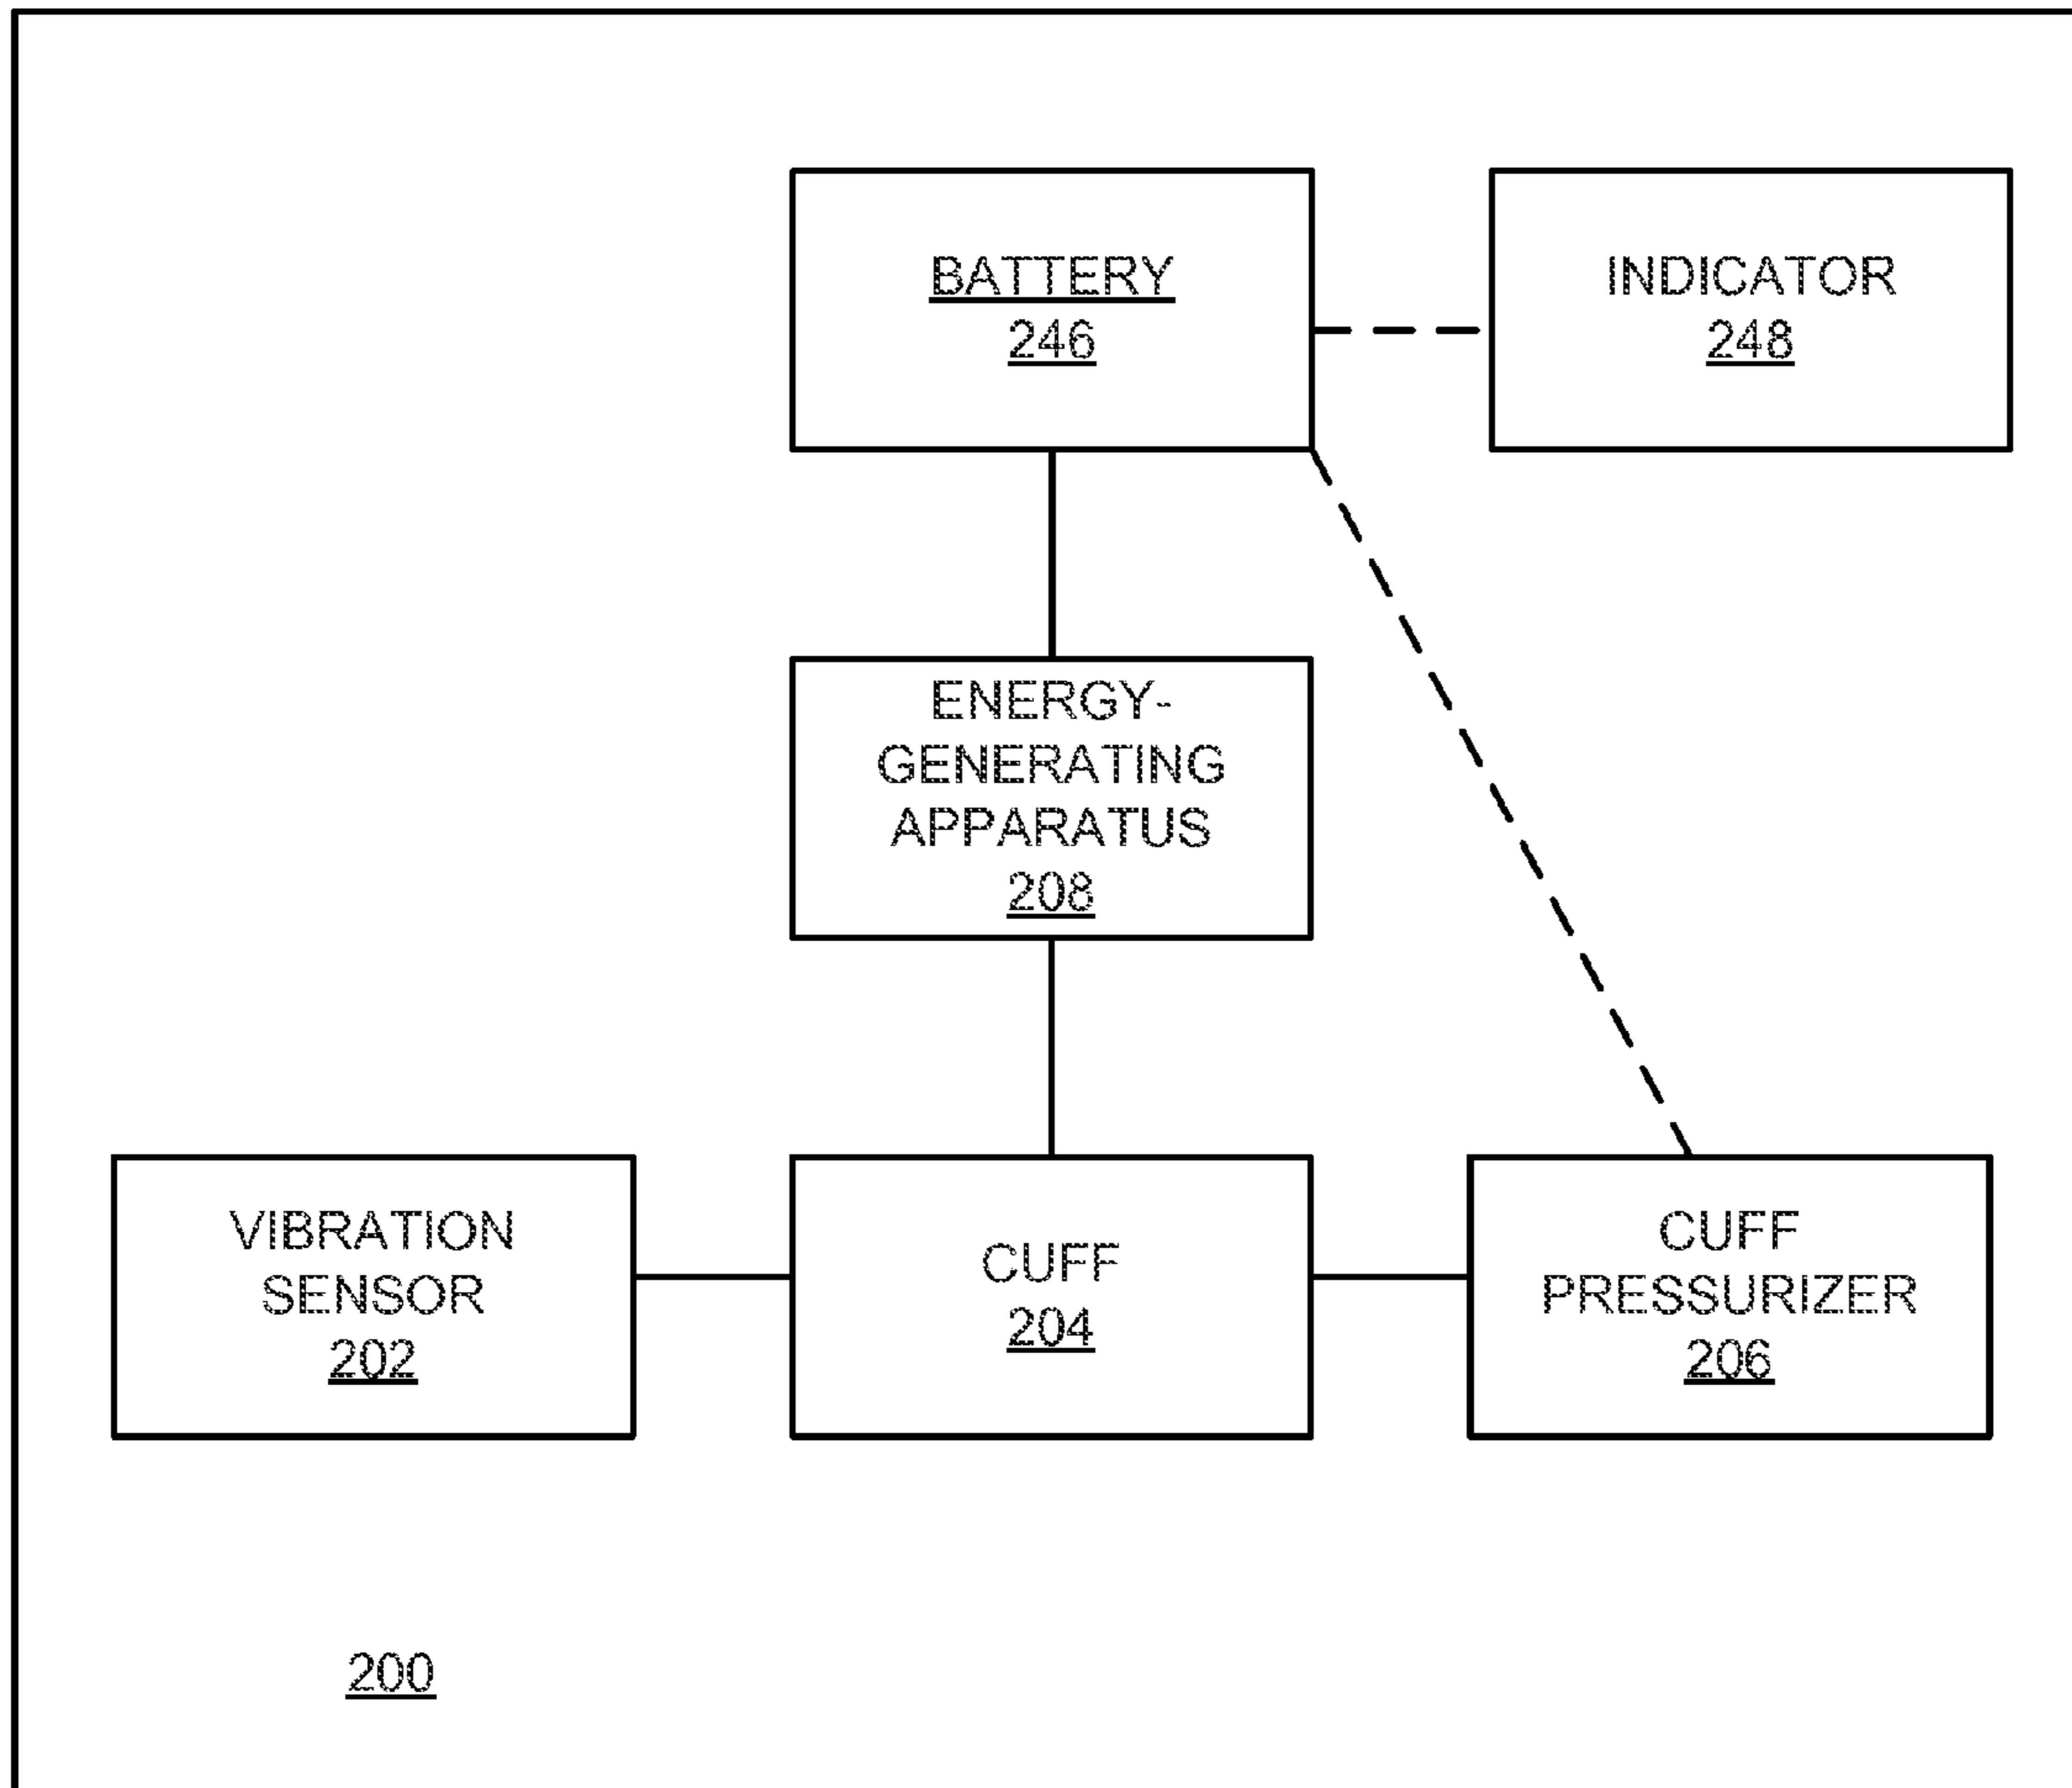 BATTERY
246
INDICATOR
248
ENERGY-
GENERATING
APPARATUS
208
VIBRATION
SENSOR
202
CUFF
204
CUFF
PRESSURIZER
206
200